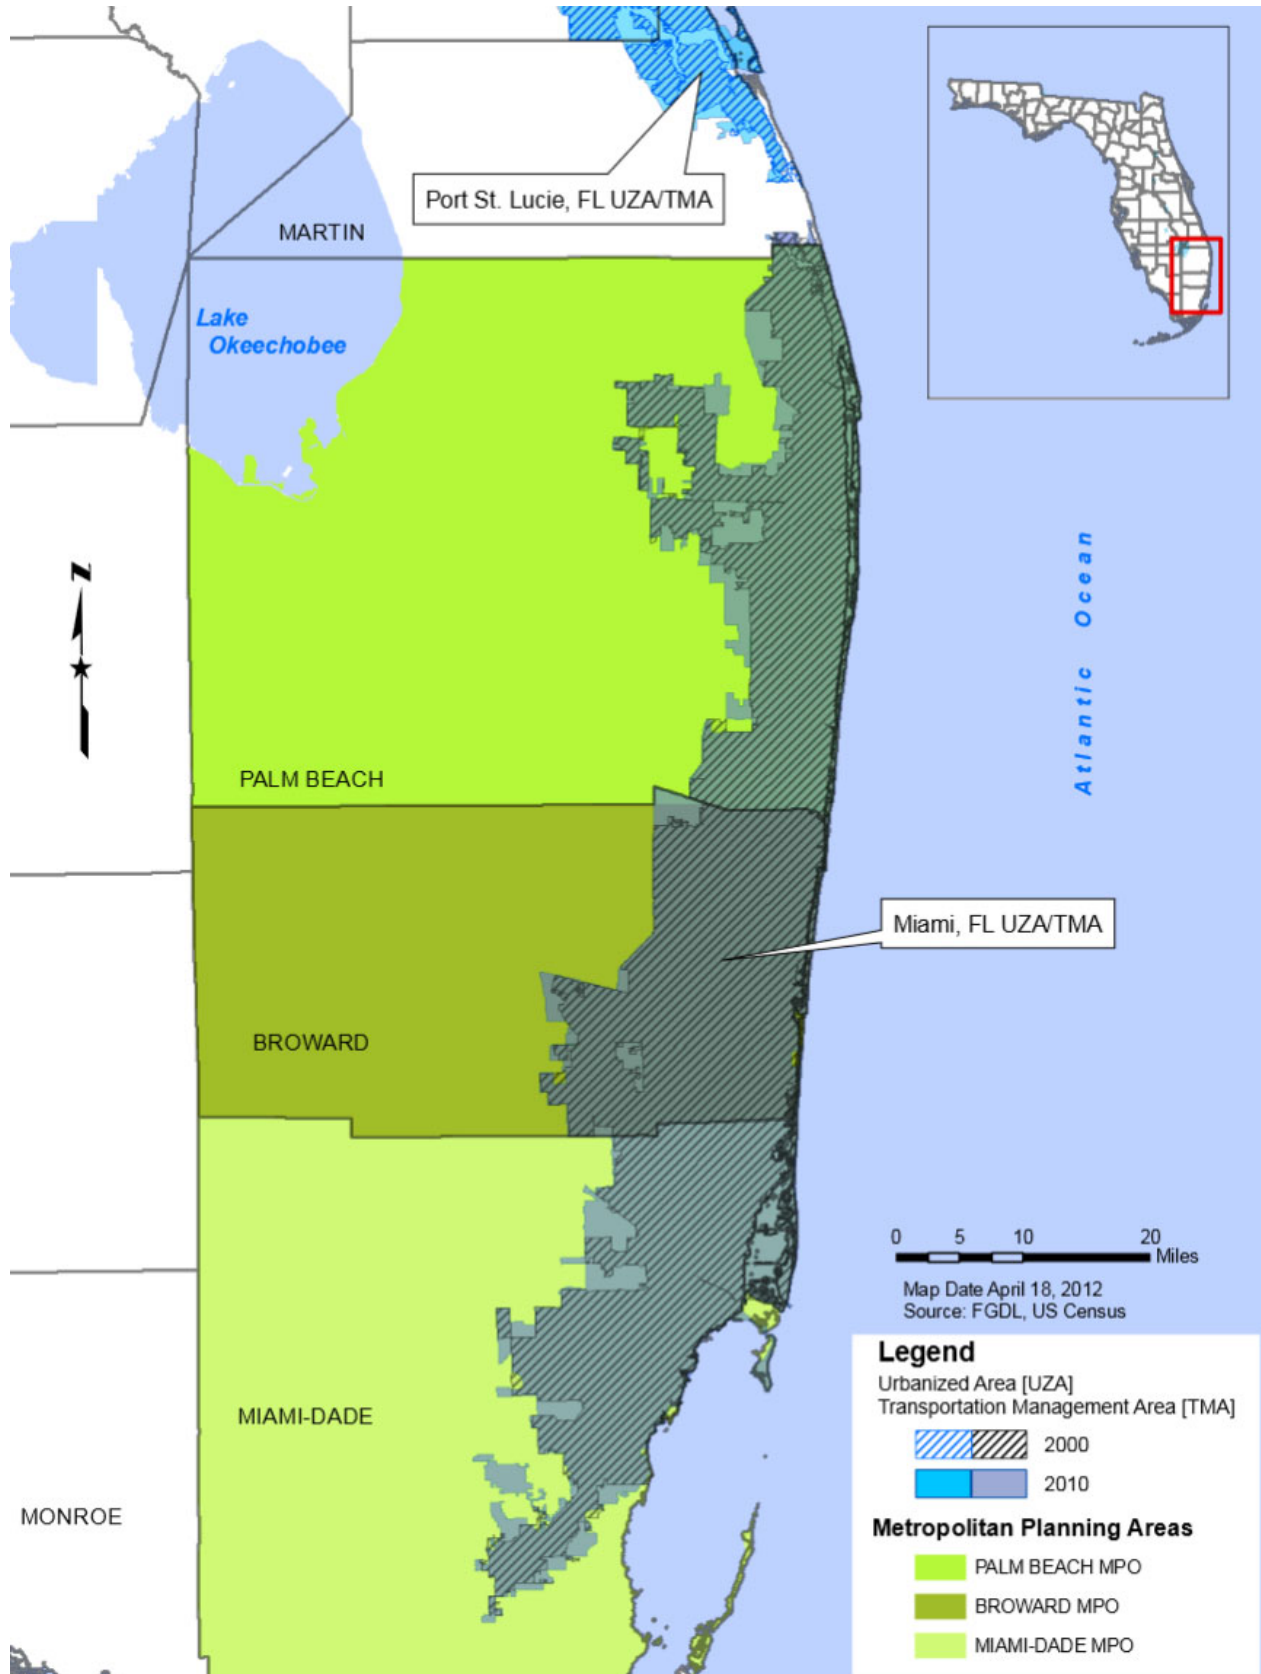 Port St. Lucie, FL UZA/TMA
MARTIN
Lake
Okeechobee
N
Atlantic Ocean
PALM BEACH
Miami, FL UZA/TMA
BROWARD
0 5 10 20
Miles
Map Date April 18, 2012
Source: FGDL, US Census
MIAMI-DADE
MONROE
Legend
Urbanized Area [UZA]
Transportation Management Area [TMA]
2000
2010
Metropolitan Planning Areas
PALM BEACH MPO
BROWARD MPO
MIAMI-DADE MPO